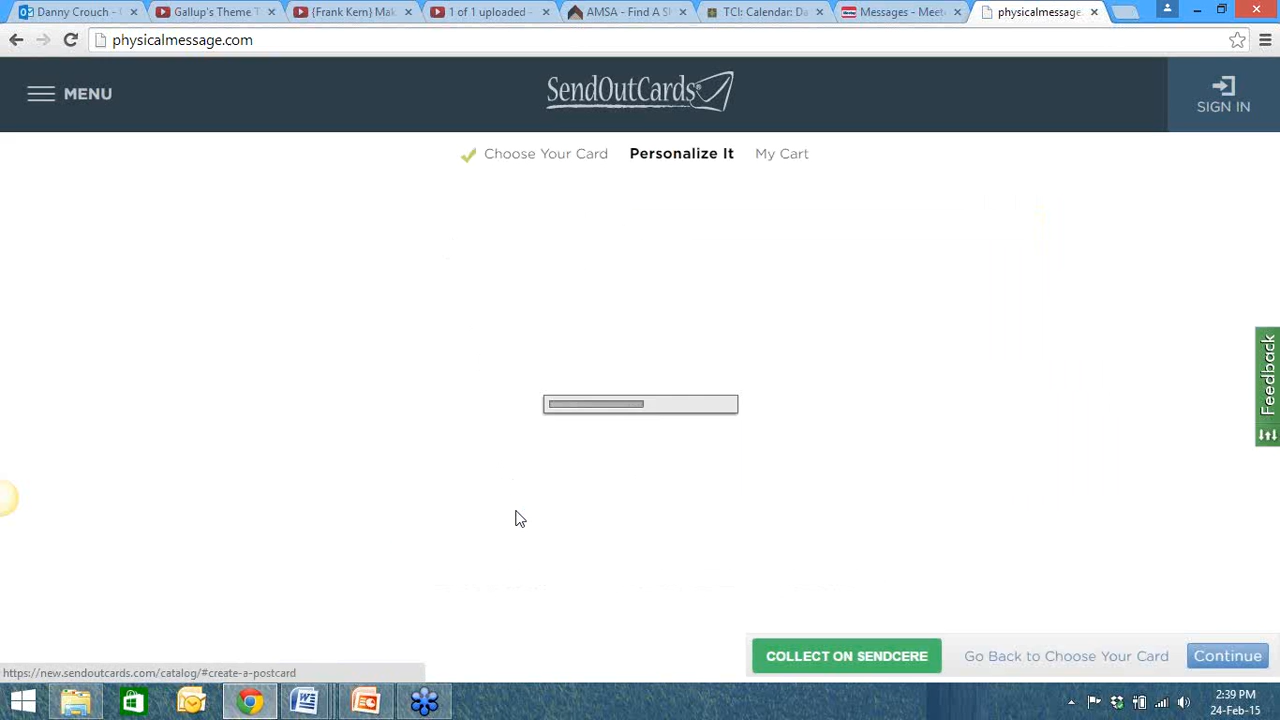 Danny Crouch -
Gallup's Theme T
{Frank Kern} Mak
1 of 1 uploaded -
AMSA - Find A S
TCI: Calendar: Da
Messages - Meet
physicalmessage.
physicalmessage.com
MENU
SendOutCards®
SIGN IN
Choose Your Card
Personalize It
My Cart
Feedback
COLLECT ON SENDCERE
Go Back to Choose Your Card
Continue
https://new.sendoutcards.com/catalog/#create-a-postcard
2:39 PM
24-Feb-15